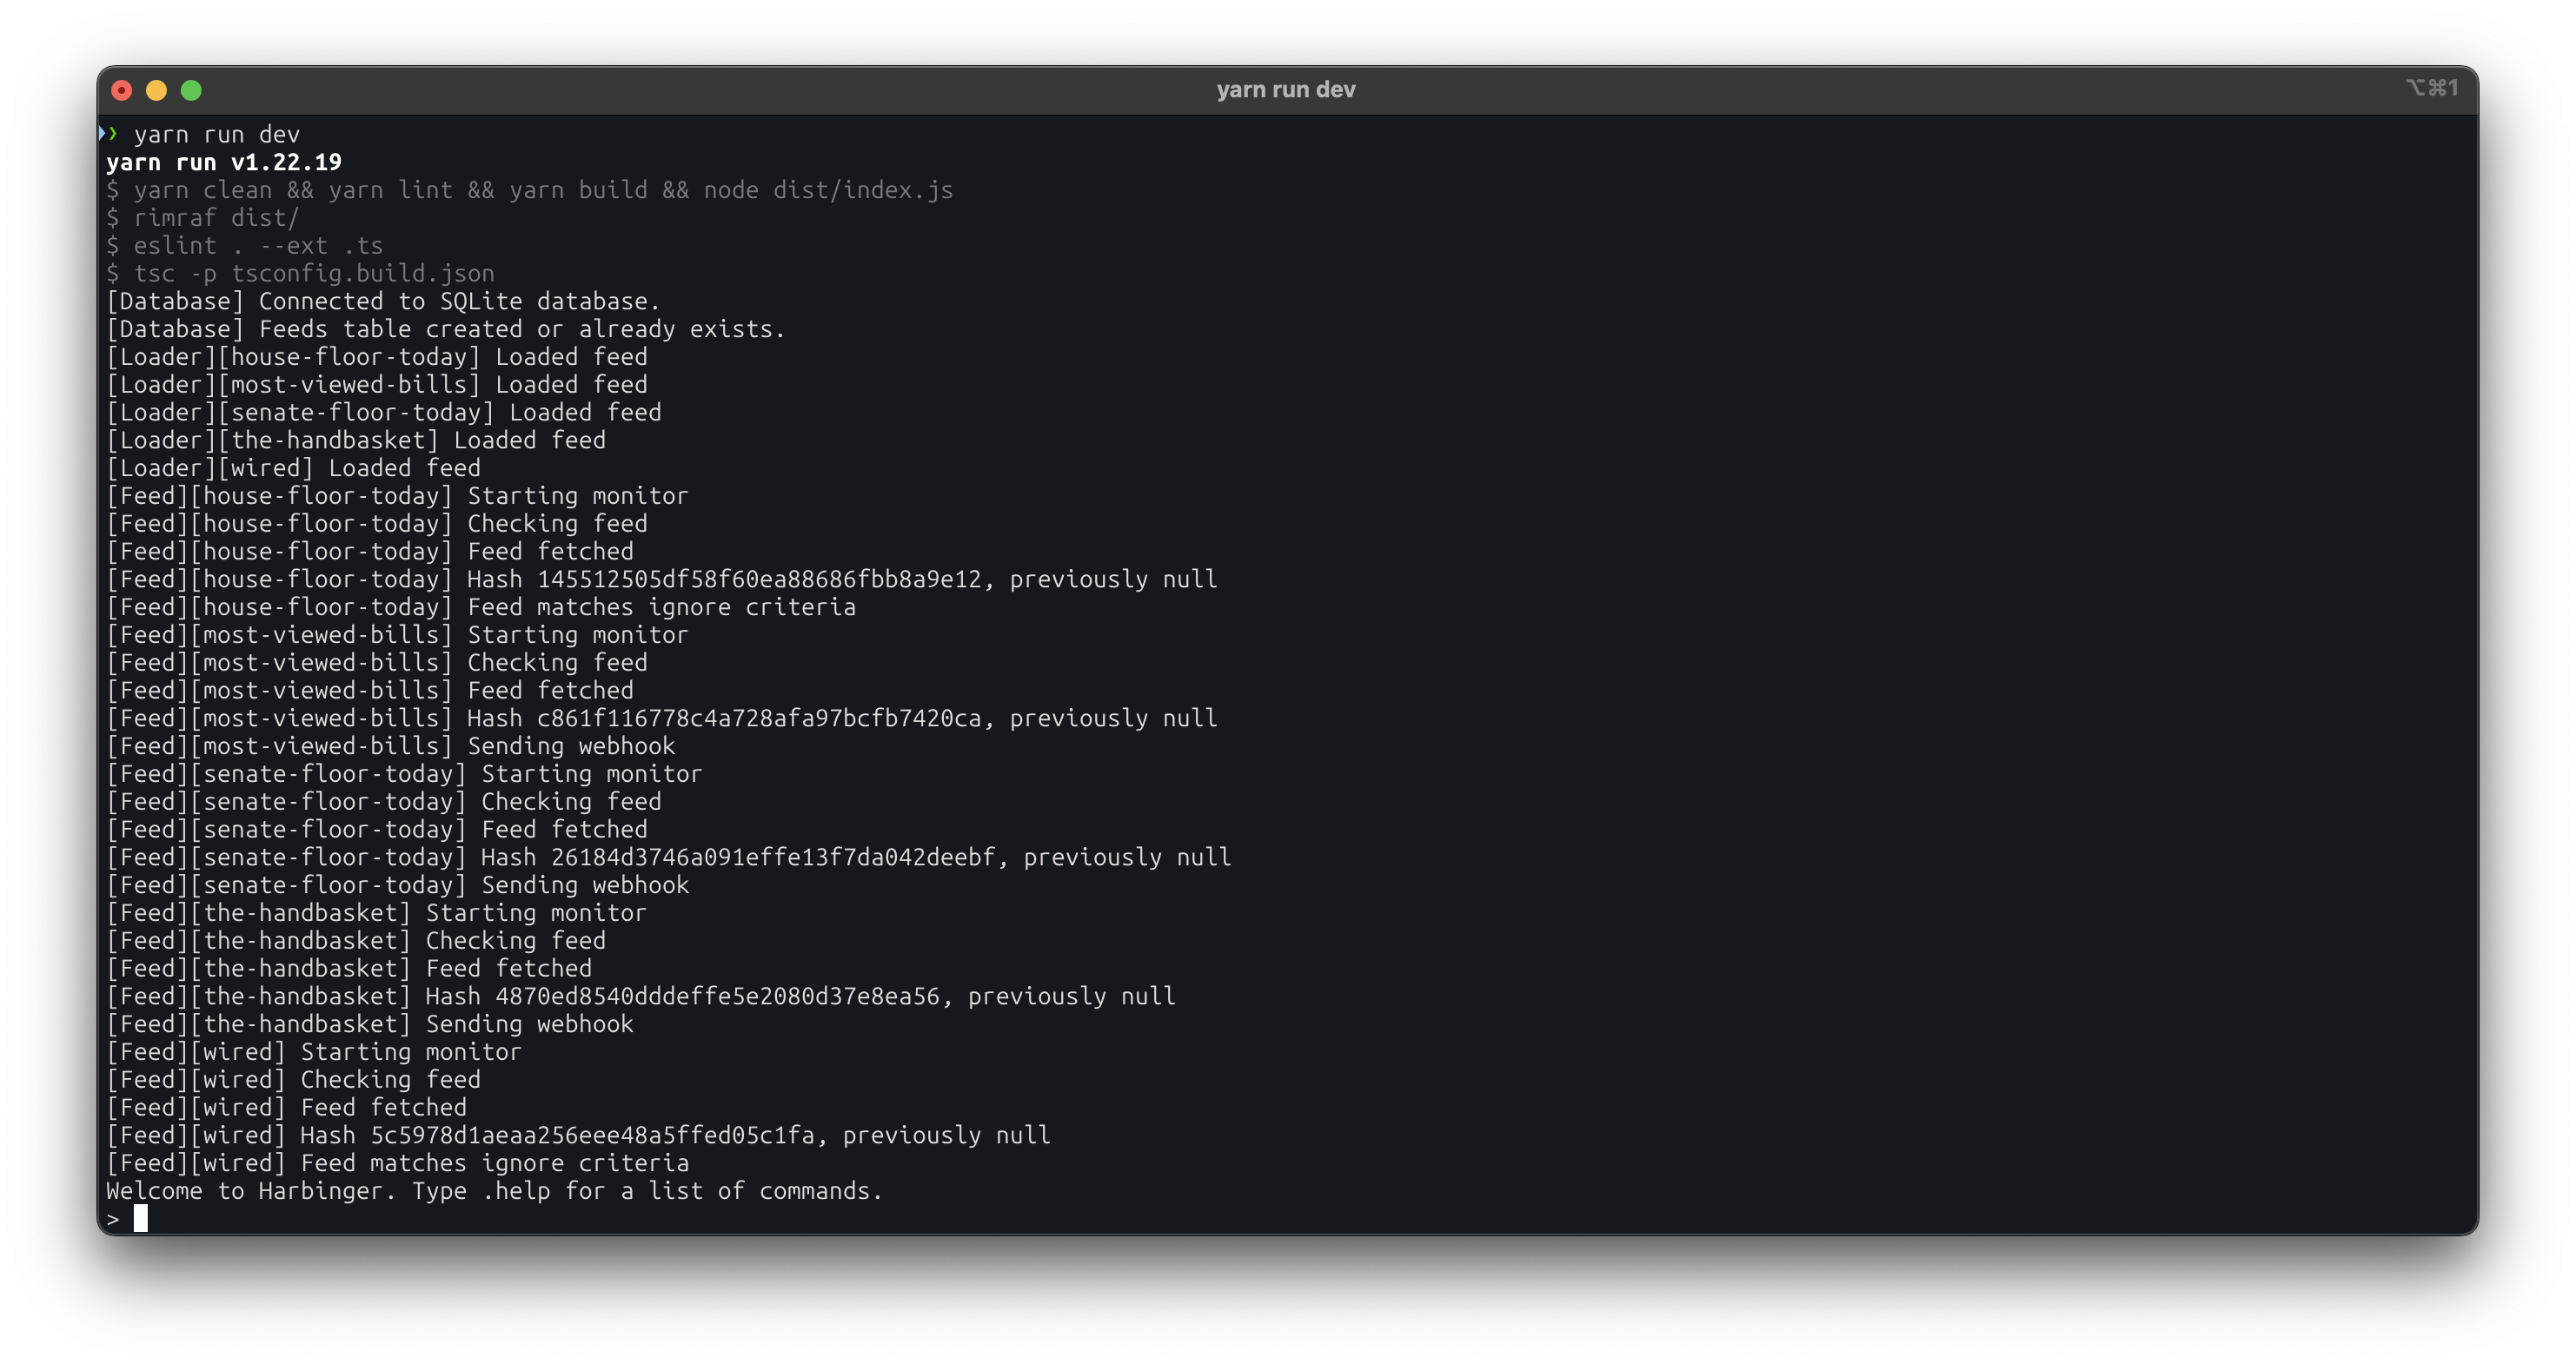 yarn run dev
⌥⌘1
❯ yarn run dev
yarn run v1.22.19
$ yarn clean && yarn lint && yarn build && node dist/index.js
$ rimraf dist/
$ eslint . --ext .ts
$ tsc -p tsconfig.build.json
[Database] Connected to SQLite database.
[Database] Feeds table created or already exists.
[Loader][house-floor-today] Loaded feed
[Loader][most-viewed-bills] Loaded feed
[Loader][senate-floor-today] Loaded feed
[Loader][the-handbasket] Loaded feed
[Loader][wired] Loaded feed
[Feed][house-floor-today] Starting monitor
[Feed][house-floor-today] Checking feed
[Feed][house-floor-today] Feed fetched
[Feed][house-floor-today] Hash 145512505df58f60ea88686fbb8a9e12, previously null
[Feed][house-floor-today] Feed matches ignore criteria
[Feed][most-viewed-bills] Starting monitor
[Feed][most-viewed-bills] Checking feed
[Feed][most-viewed-bills] Feed fetched
[Feed][most-viewed-bills] Hash c861f116778c4a728afa97bcfb7420ca, previously null
[Feed][most-viewed-bills] Sending webhook
[Feed][senate-floor-today] Starting monitor
[Feed][senate-floor-today] Checking feed
[Feed][senate-floor-today] Feed fetched
[Feed][senate-floor-today] Hash 26184d3746a091effe13f7da042deebf, previously null
[Feed][senate-floor-today] Sending webhook
[Feed][the-handbasket] Starting monitor
[Feed][the-handbasket] Checking feed
[Feed][the-handbasket] Feed fetched
[Feed][the-handbasket] Hash 4870ed8540dddeffe5e2080d37e8ea56, previously null
[Feed][the-handbasket] Sending webhook
[Feed][wired] Starting monitor
[Feed][wired] Checking feed
[Feed][wired] Feed fetched
[Feed][wired] Hash 5c5978d1aeaa256eee48a5ffed05c1fa, previously null
[Feed][wired] Feed matches ignore criteria
Welcome to Harbinger. Type .help for a list of commands.
>